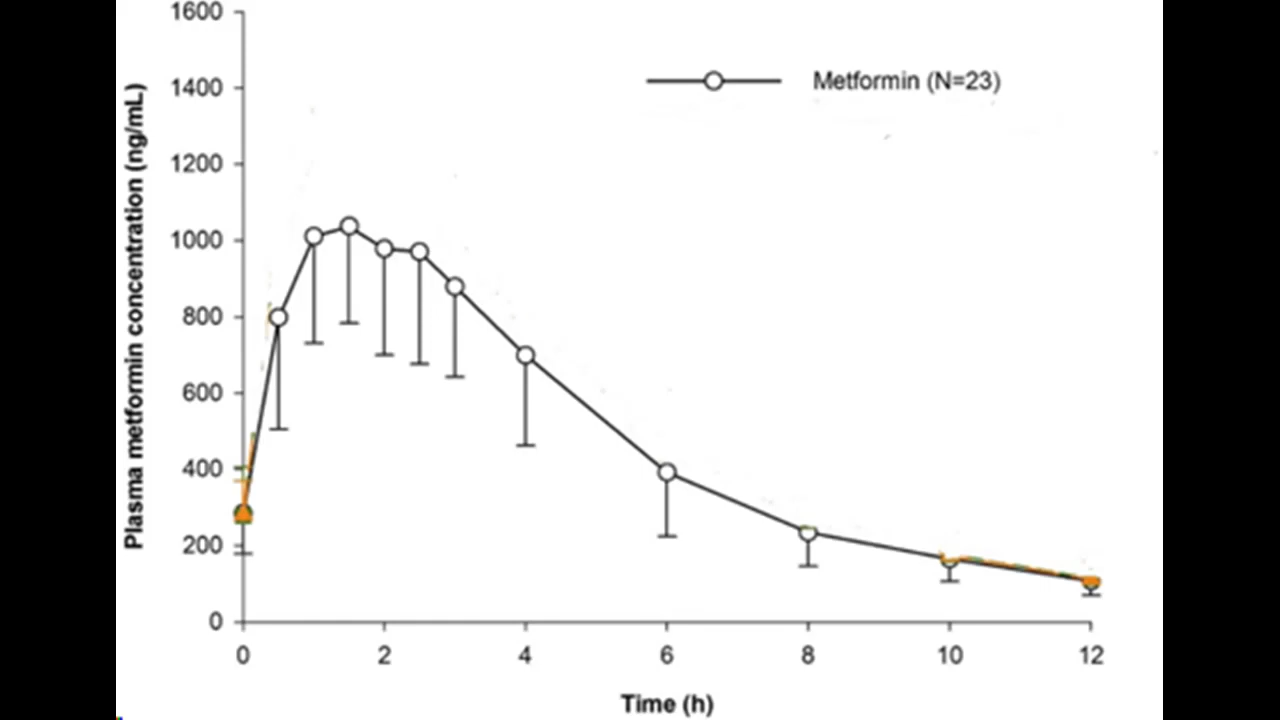 1600
1400
1200
1000
800
600
400
200
0
Plasma metformin concentration (ng/mL)
Metformin (N=23)
0 2 4 6 8 10 12
Time (h)